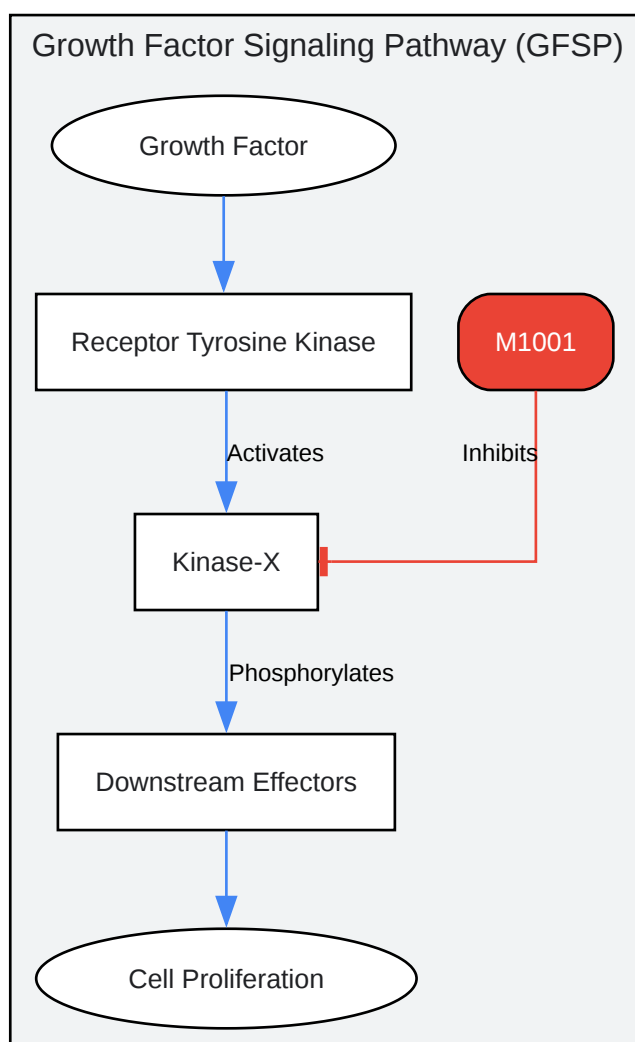 Growth Factor Signaling Pathway (GFSP)
Growth Factor
Receptor Tyrosine Kinase
M1001
Activates
Inhibits
Kinase-X
Phosphorylates
Downstream Effectors
Cell Proliferation